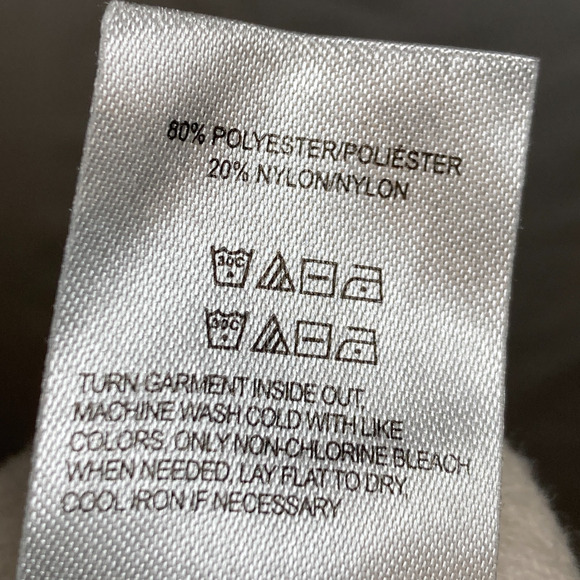 80% POLYESTER/POLIÉSTER
20% NYLON/NYLON
30C
30C
TURN GARMENT INSIDE OUT,
MACHINE WASH COLD WITH LIKE
COLORS, ONLY NON-CHLORINE BLEACH
WHEN NEEDED, LAY FLAT TO DRY,
COOL IRON IF NECESSARY